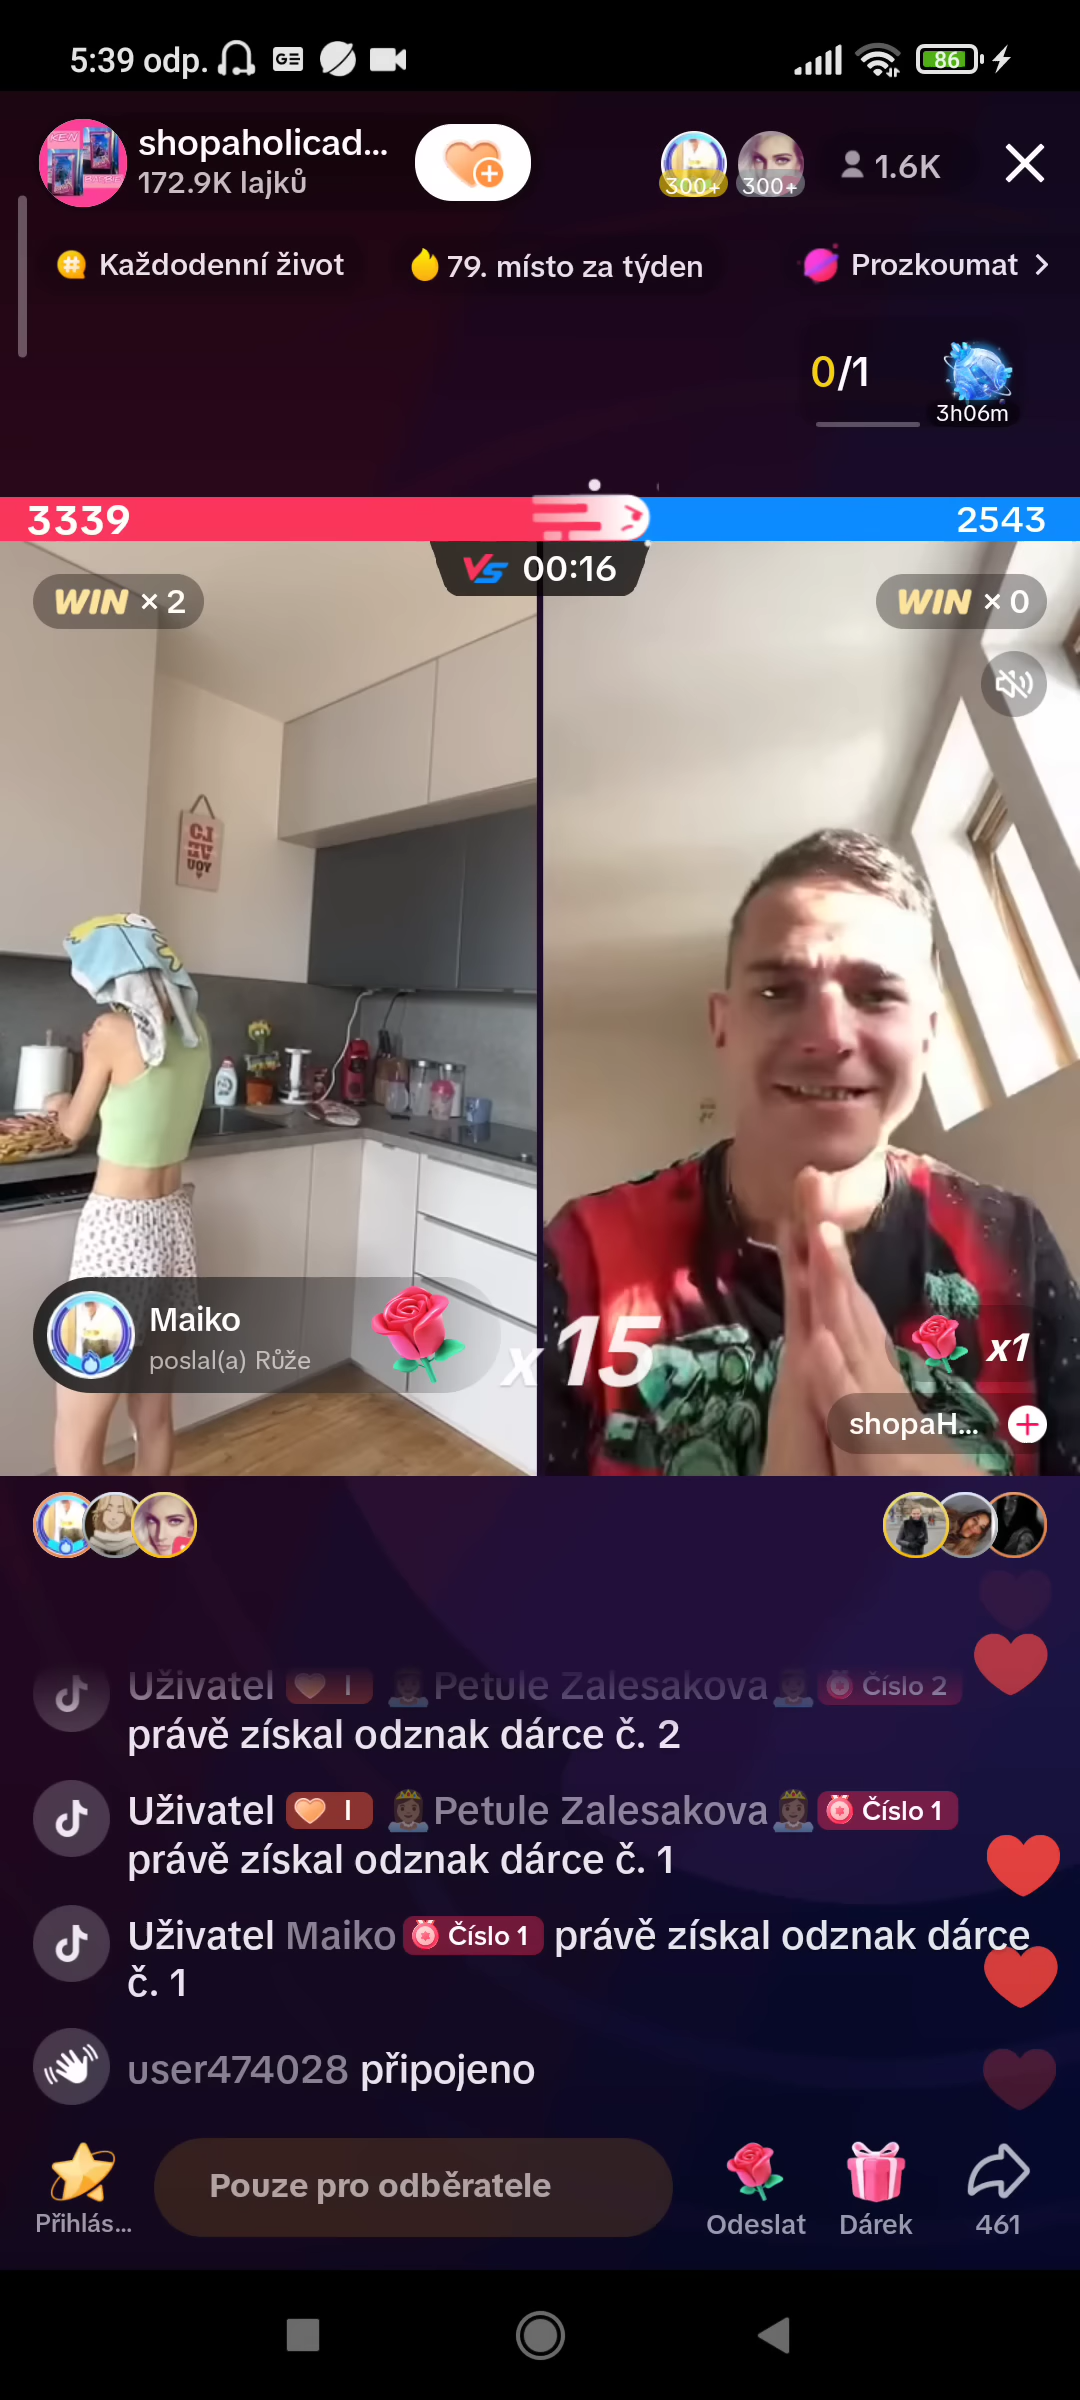 5:39 odp.
86
shopaholicad...
172.9K lajků
300+
300+
1.6K
Každodenní život
79. místo za týden
Prozkoumat
0/1
3h06m
3339
2543
VS 00:16
WIN × 2
WIN × 0
YOU
Maiko
poslal(a) Růže
x 15
x1
shopaH...
Uživatel I Petule Zalesakova Číslo 2
právě získal odznak dárce č. 2
Uživatel I Petule Zalesakova Číslo 1
právě získal odznak dárce č. 1
Uživatel Maiko Číslo 1 právě získal odznak dárce
č. 1
user474028 připojeno
Přihlás...
Pouze pro odběratele
Odeslat
Dárek
461